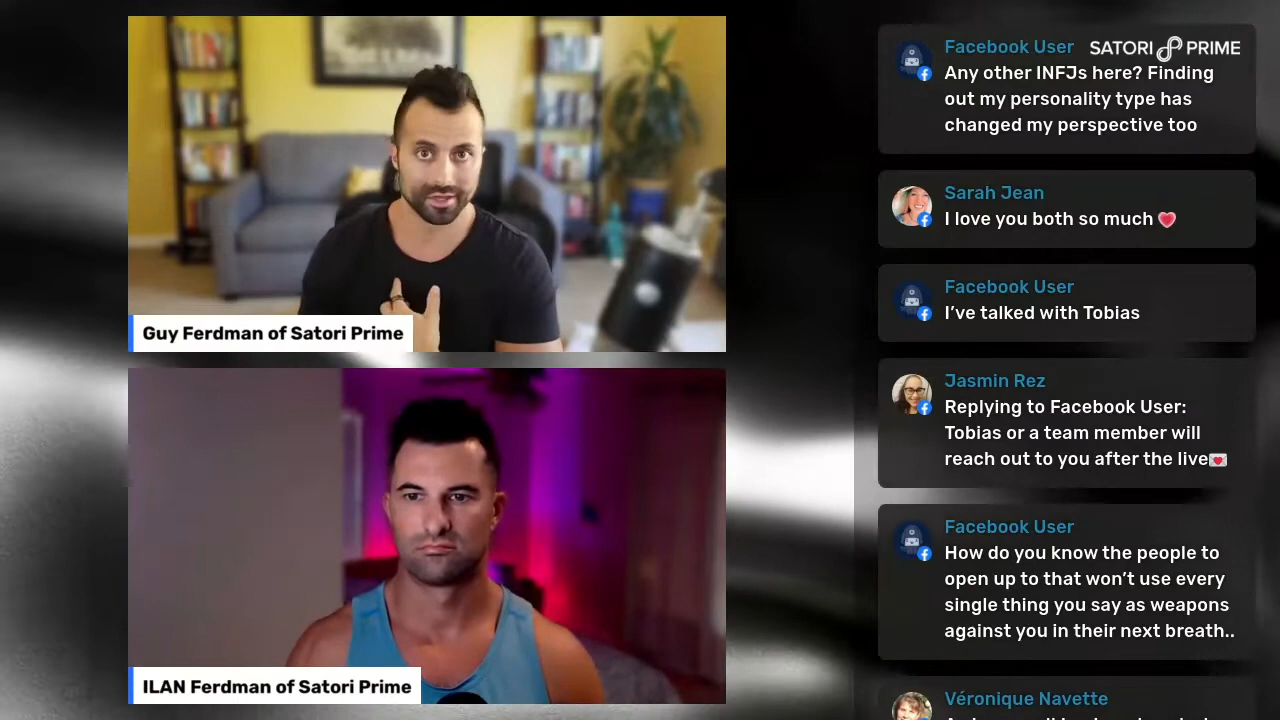 Guy Ferdman of Satori Prime
ILAN Ferdman of Satori Prime
SATORI PRIME
Facebook User
Any other INFJs here? Finding
out my personality type has
changed my perspective too
Sarah Jean
I love you both so much
Facebook User
I’ve talked with Tobias
Jasmin Rez
Replying to Facebook User:
Tobias or a team member will
reach out to you after the live
Facebook User
How do you know the people to
open up to that won’t use every
single thing you say as weapons
against you in their next breath..
Véronique Navette